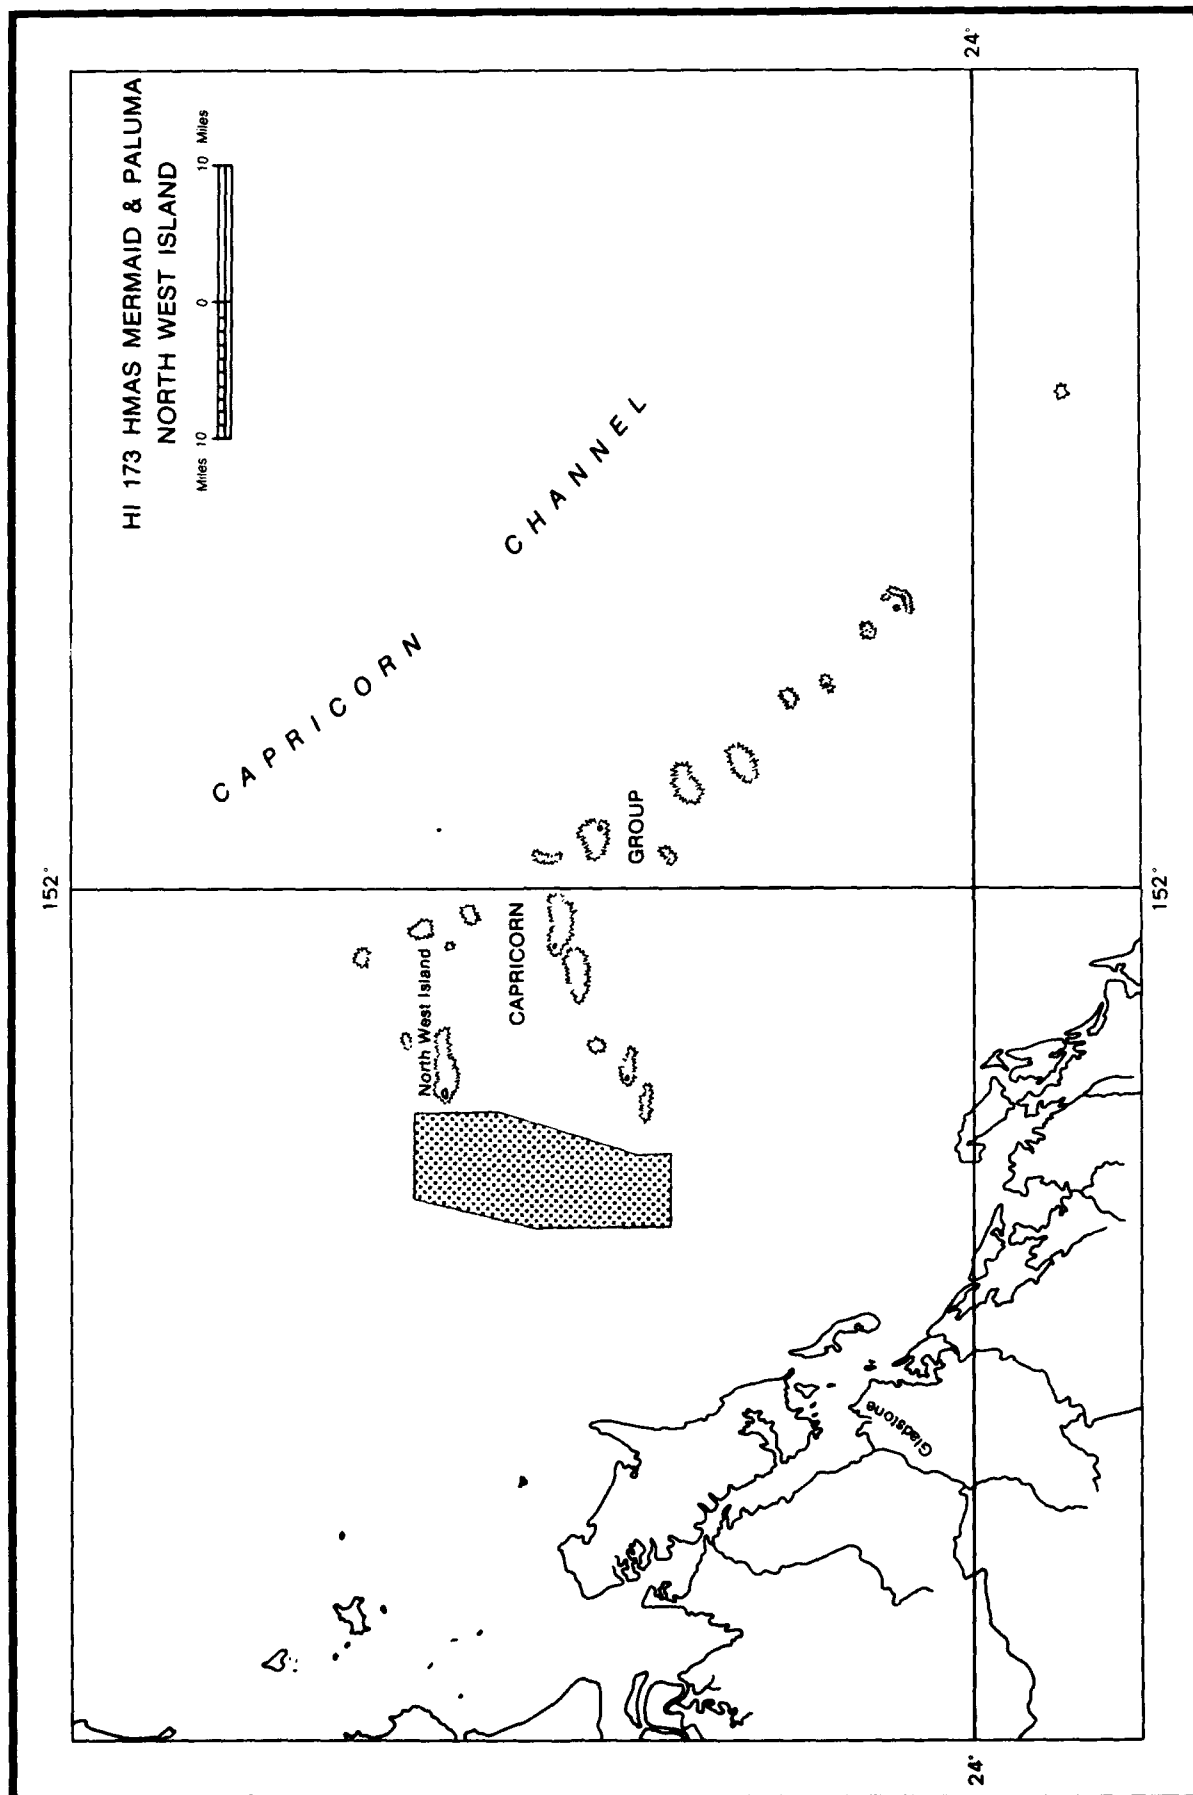 HI 173 HMAS MERMAID & PALUMA
NORTH WEST ISLAND
Miles 10 0 10 Miles
152°
24°
24°
152°
CAPRICORN
CHANNEL
North West Island
CAPRICORN
GROUP
Gladstone